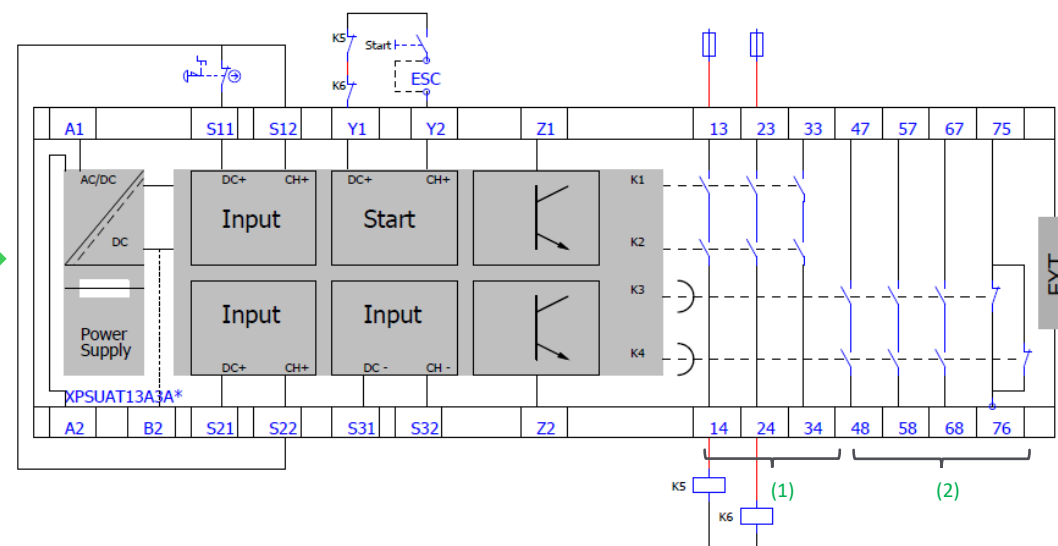 K5
Start
K6
ESC
A1
S11
S12
Y1
Y2
Z1
13
23
33
47
57
67
75
AC/DC
DC
DC+
CH+
Input
DC+
CH+
Start
K1
K2
K3
K4
EXT
Power
Supply
Input
DC+
CH+
Input
DC -
CH -
XPSUAT13A3A*
A2
B2
S21
S22
S31
S32
Z2
14
24
34
48
58
68
76
K5
(1)
(2)
K6